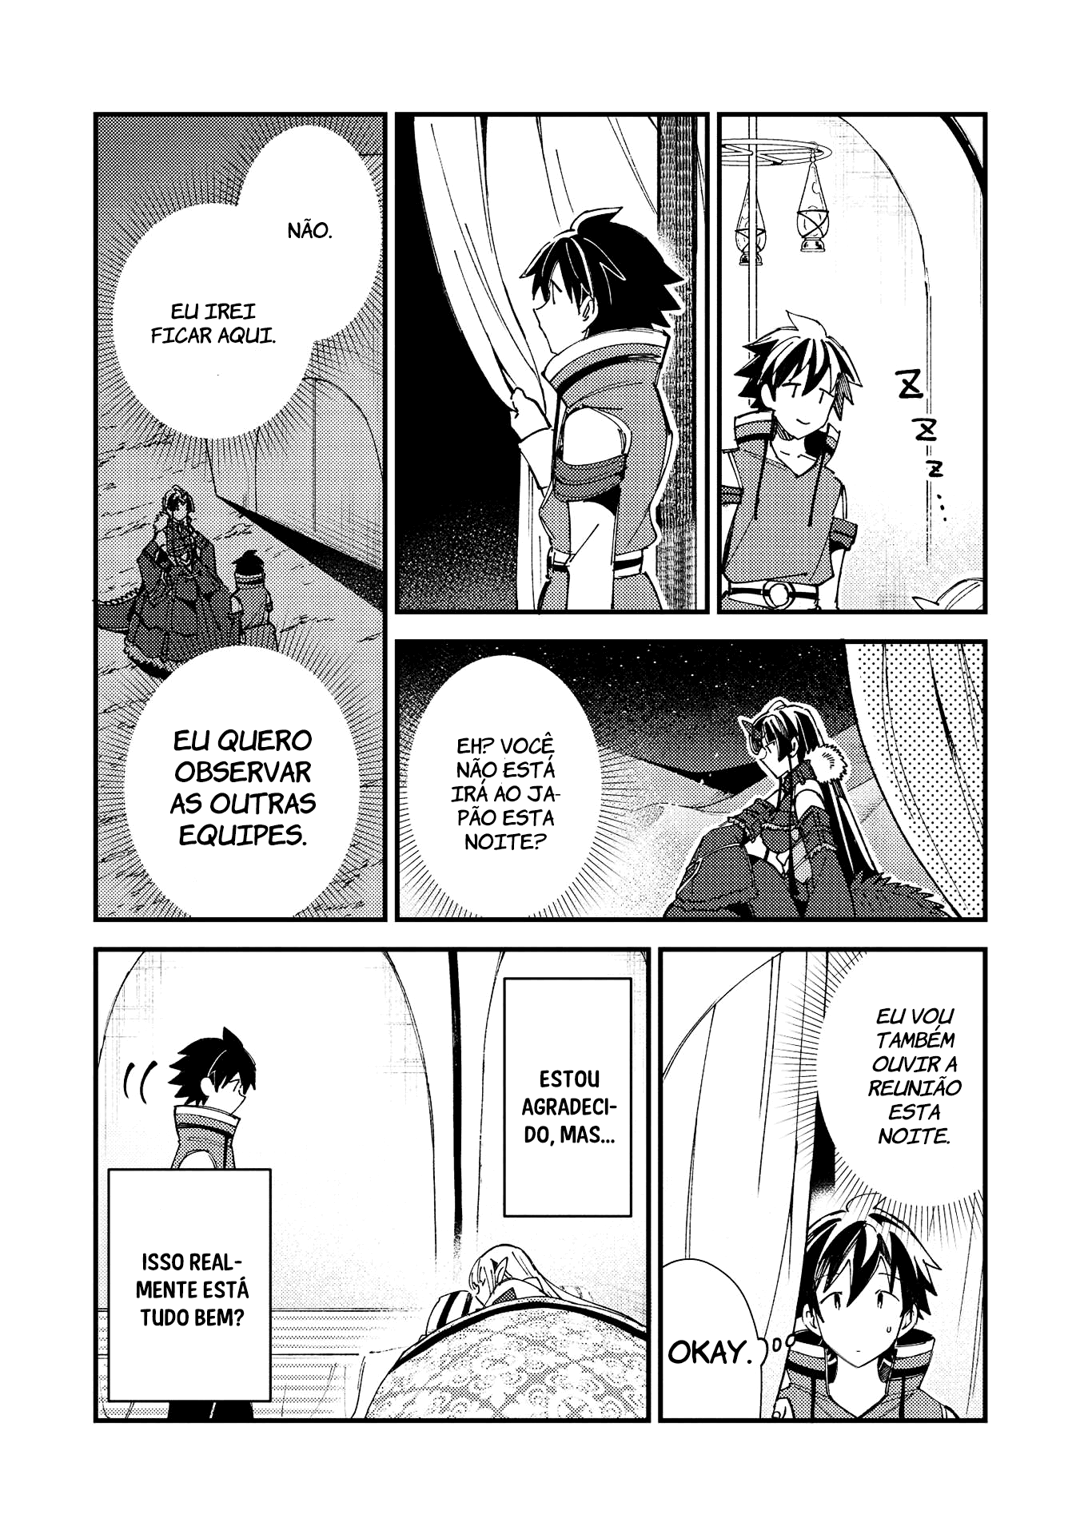 Z
Z
Z...
EH? VOCÊ
NÃO ESTÁ
IRÁ AO JA-
PÃO ESTA
NOITE?
NÃO.
EU IREI
FICAR AQUI.
EU QUERO
OBSERVAR
AS OUTRAS
EQUIPES.
EU VOU
TAMBÉM
OUVIR A
REUNIÃO
ESTA
NOITE.
OKAY.
ESTOU
AGRADECI-
DO, MAS...
ISSO REAL-
MENTE ESTÁ
TUDO BEM?